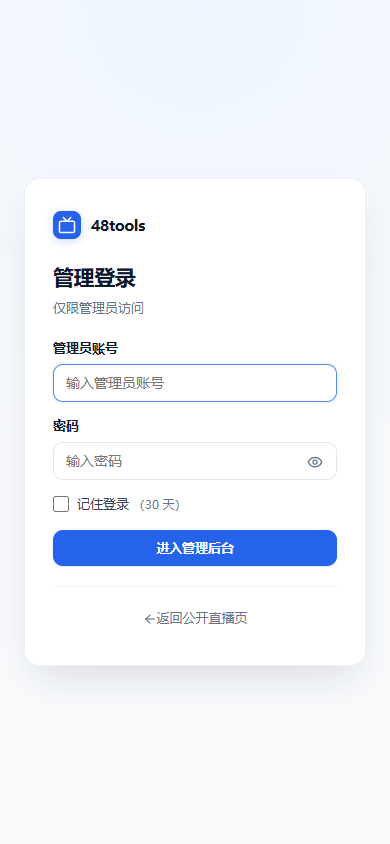 48tools
管理登录
仅限管理员访问
管理员账号
输入管理员账号
密码
输入密码
记住登录 (30 天)
进入管理后台
←返回公开直播页